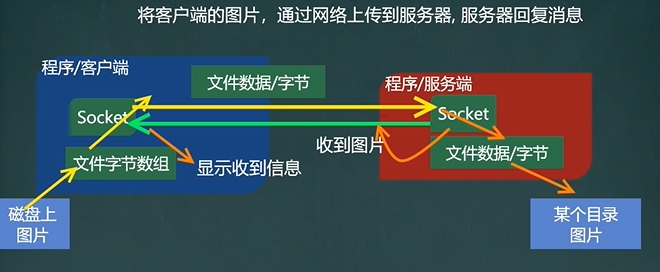 将客户端的图片，通过网络上传到服务器, 服务器回复消息
程序/客户端
文件数据/字节
程序/服务端
Socket
Socket
收到图片
文件字节数组
显示收到信息
文件数据/字节
磁盘上
图片
某个目录
图片